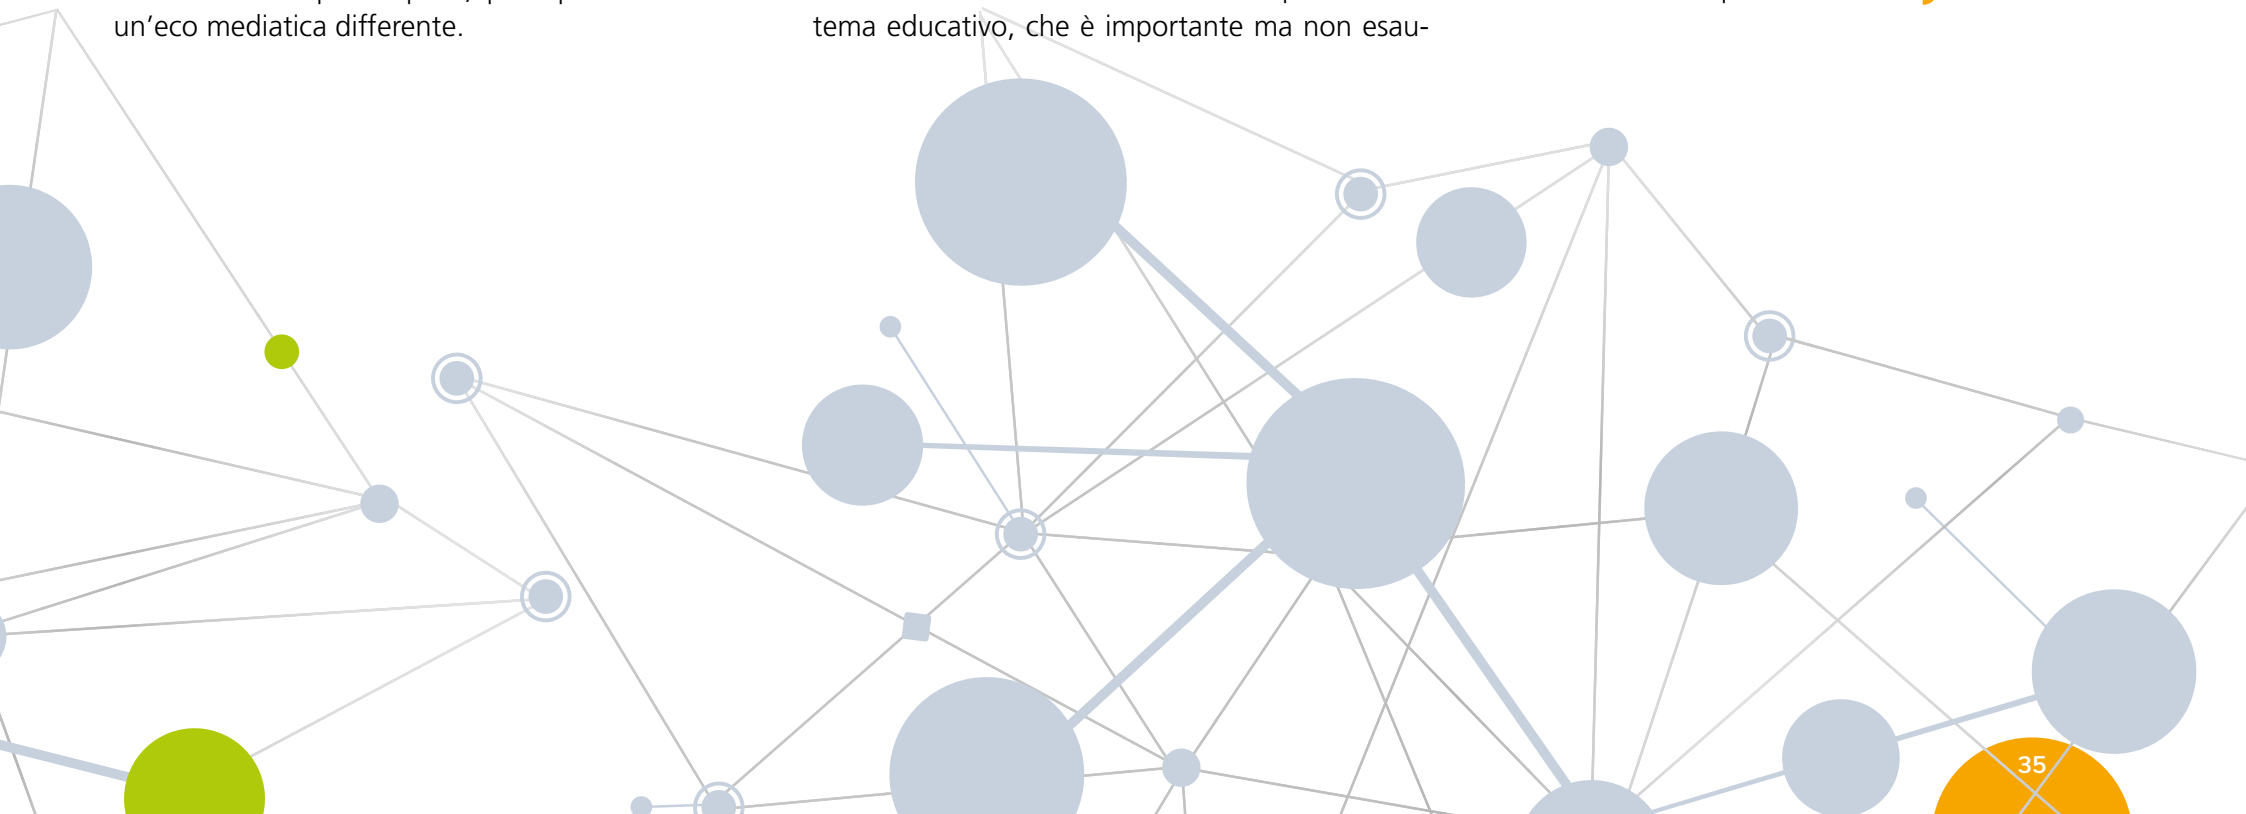 un‘eco mediatica differente.
tema educativo, che è importante ma non esau-
35